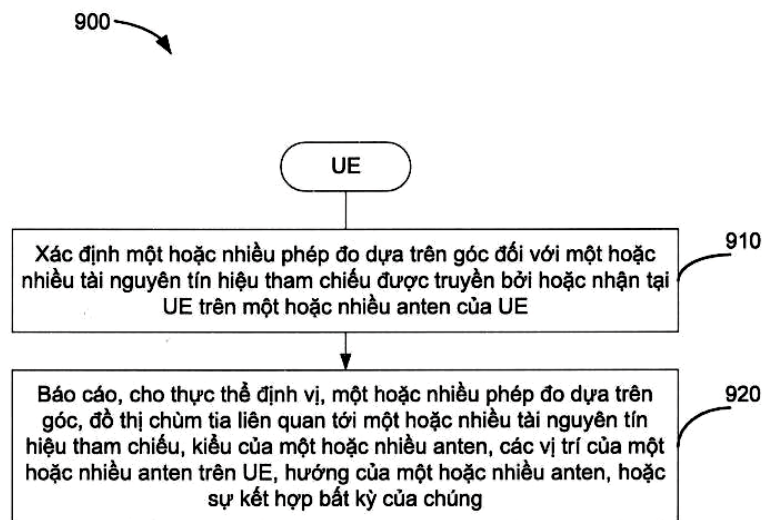 900
UE
Xác định một hoặc nhiều phép đo dựa trên góc đối với một hoặc
nhiều tài nguyên tín hiệu tham chiếu được truyền bởi hoặc nhận tại
UE trên một hoặc nhiều anten của UE
910
Báo cáo, cho thực thể định vị, một hoặc nhiều phép đo dựa trên
góc, đồ thị chùm tia liên quan tới một hoặc nhiều tài nguyên tín
hiệu tham chiếu, kiểu của một hoặc nhiều anten, các vị trí của một
hoặc nhiều anten trên UE, hướng của một hoặc nhiều anten, hoặc
sự kết hợp bất kỳ của chúng
920